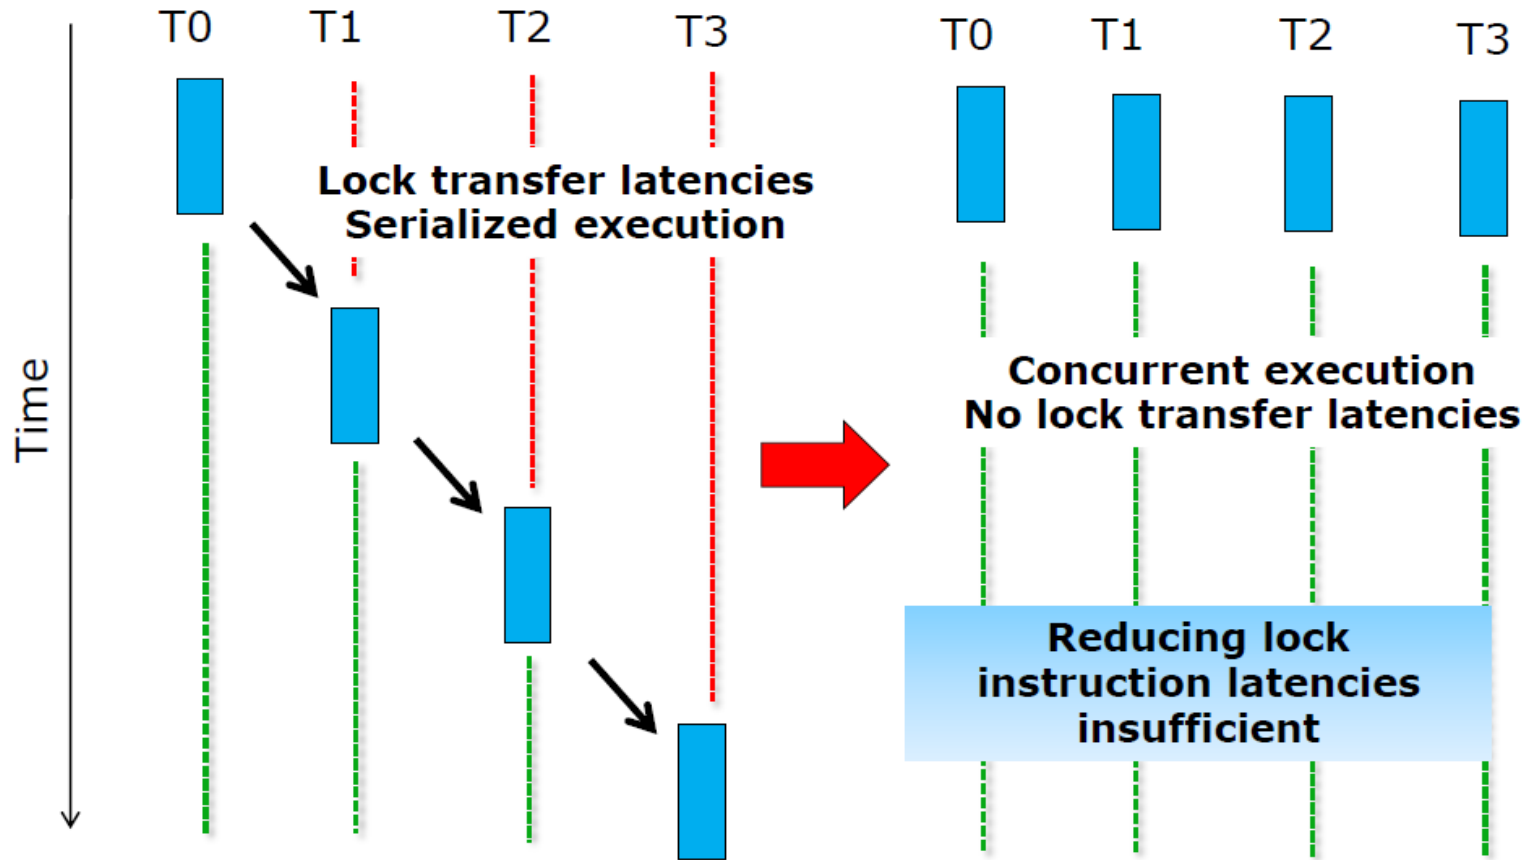 T0 T1 T2 T3
Lock transfer latencies
Serialized execution
Time
T0 T1 T2 T3
Concurrent execution
No lock transfer latencies
Reducing lock
instruction latencies
insufficient